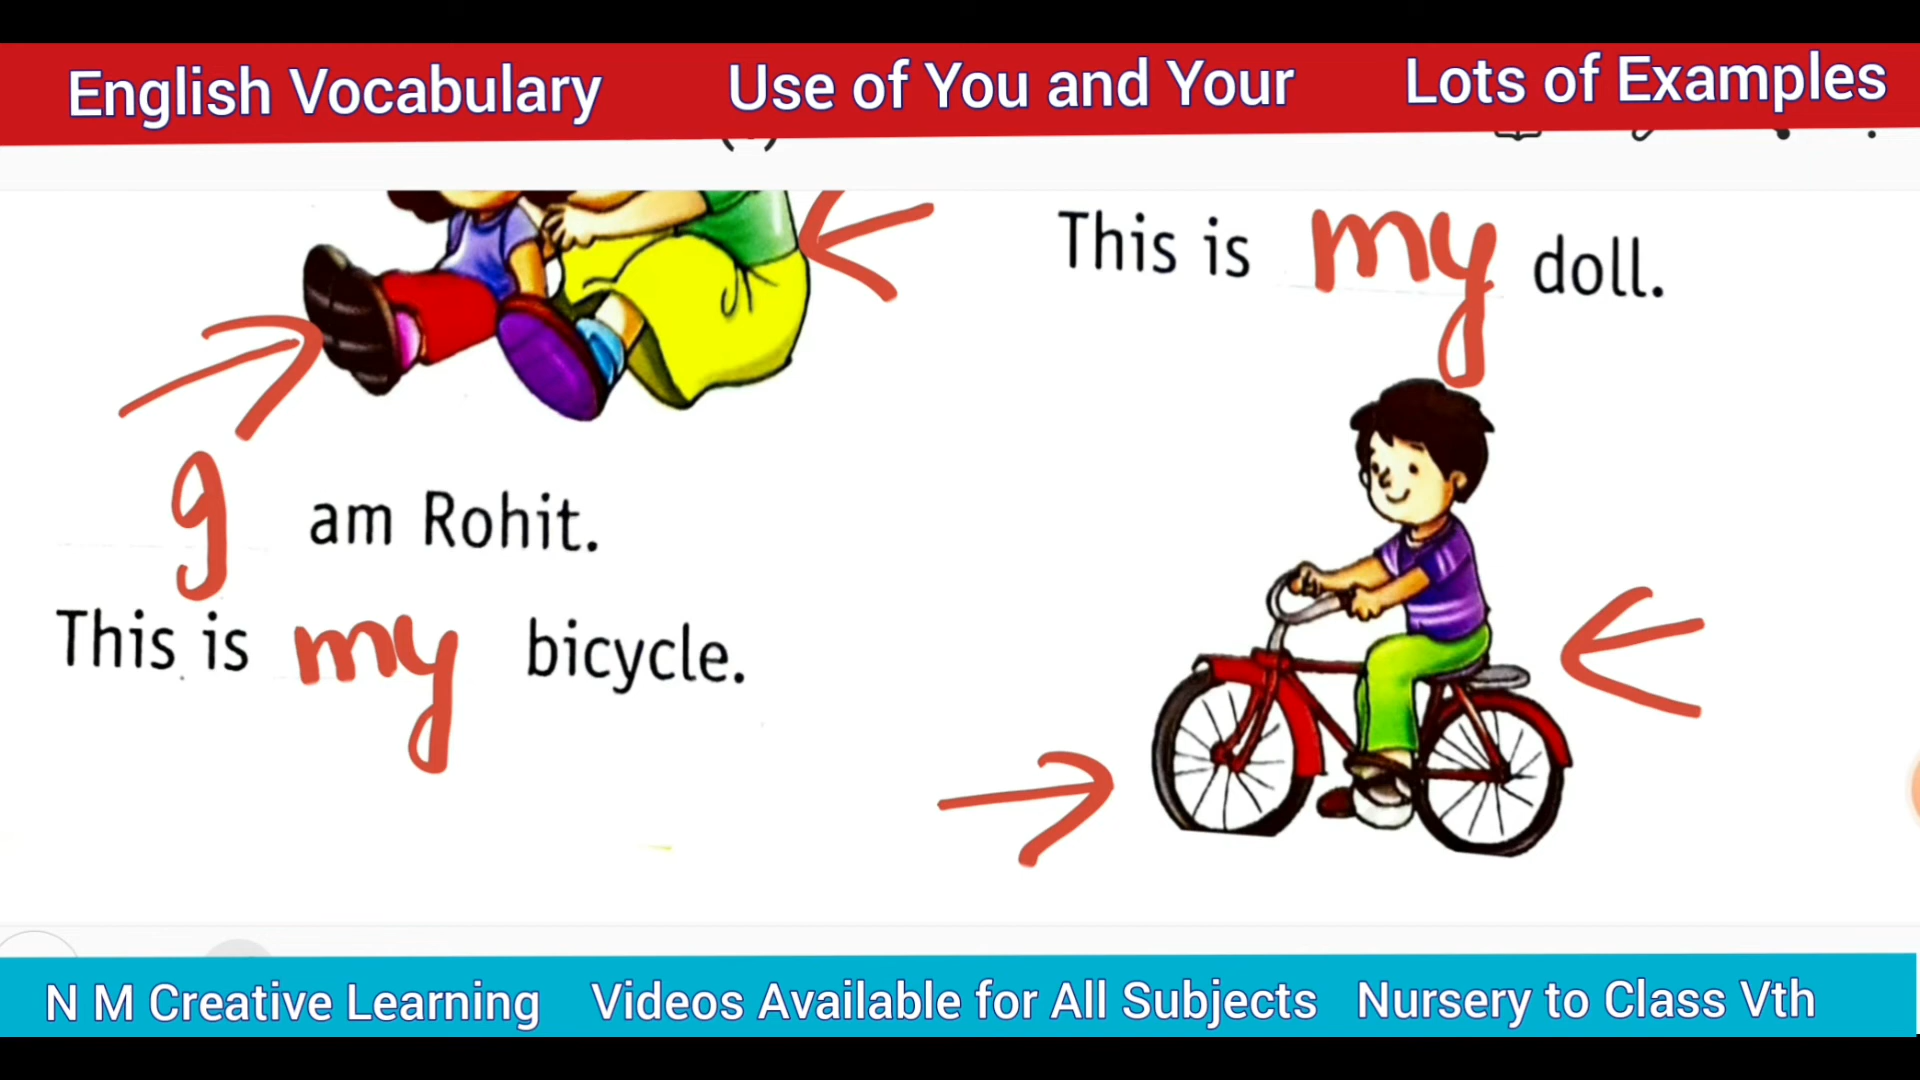 English Vocabulary Use of You and Your Lots of Examples
This is my doll.
I am Rohit.
This is my bicycle.
N M Creative Learning Videos Available for All Subjects Nursery to Class Vth